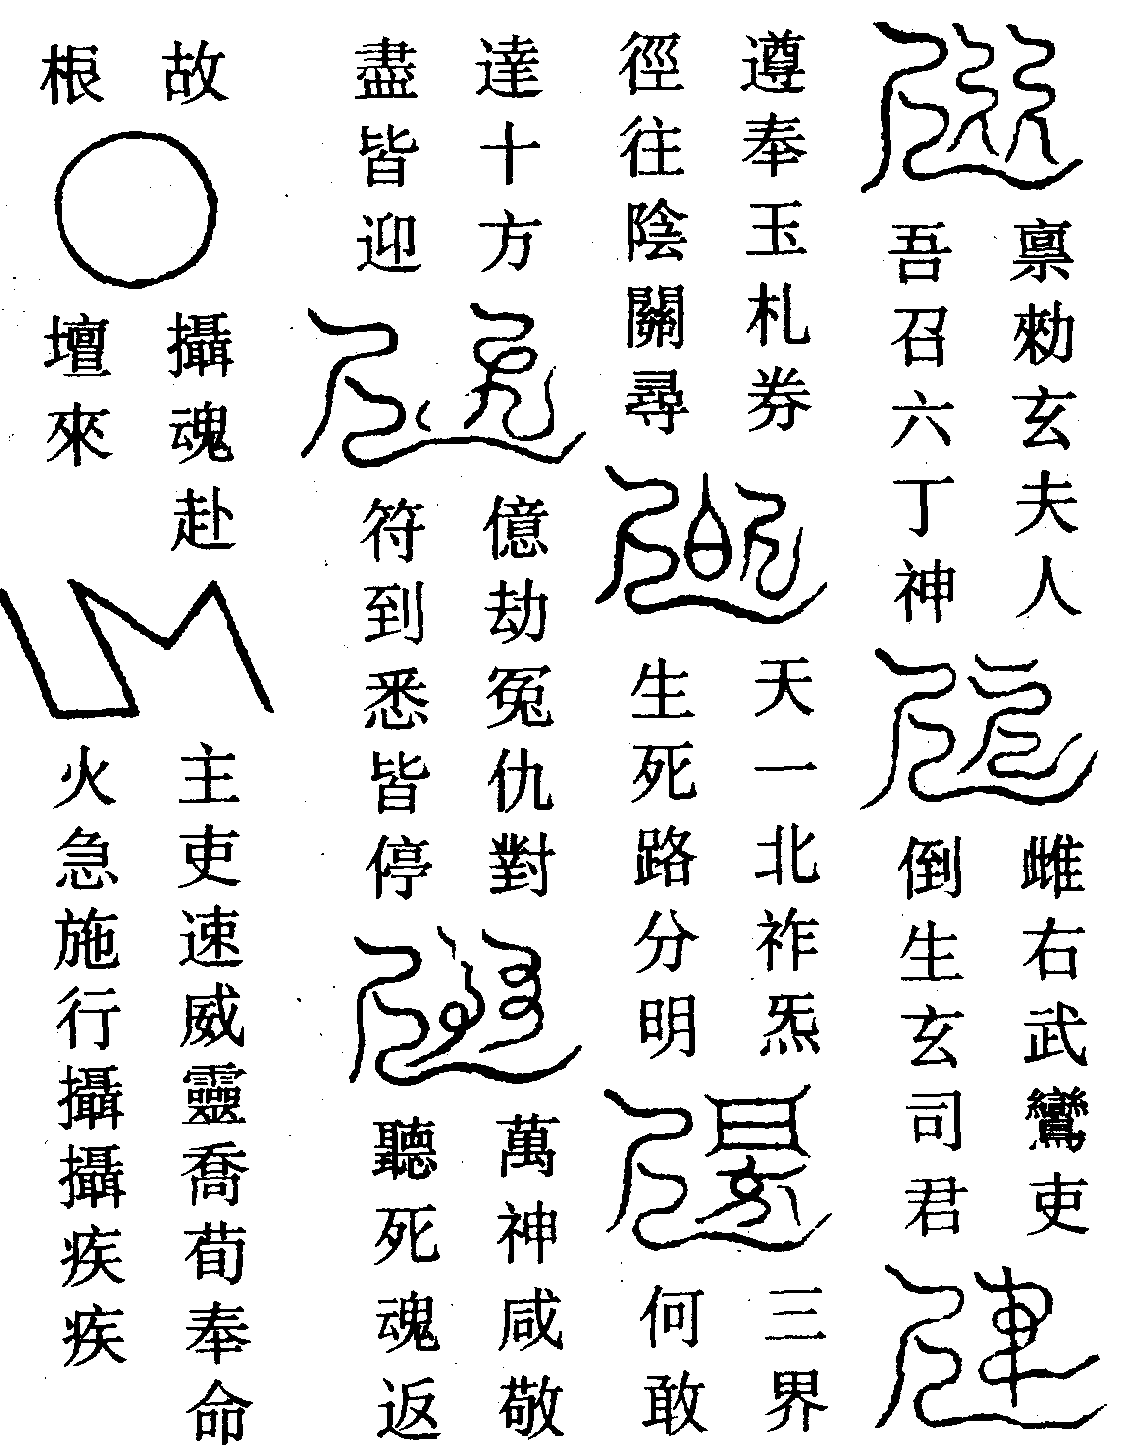 稟勑玄夫人
吾召六丁神
雌右武鸞吏
倒生玄司君
遵奉玉札券
徑往陰關尋
天一北祚炁
生死路分明
三界
何敢
達十方
盡皆迎
億劫冤仇對
符到悉皆停
萬神咸敬
聽死魂返
故
根
攝魂赴
壇來
主吏速威靈喬荀奉命
火急施行攝攝疾疾